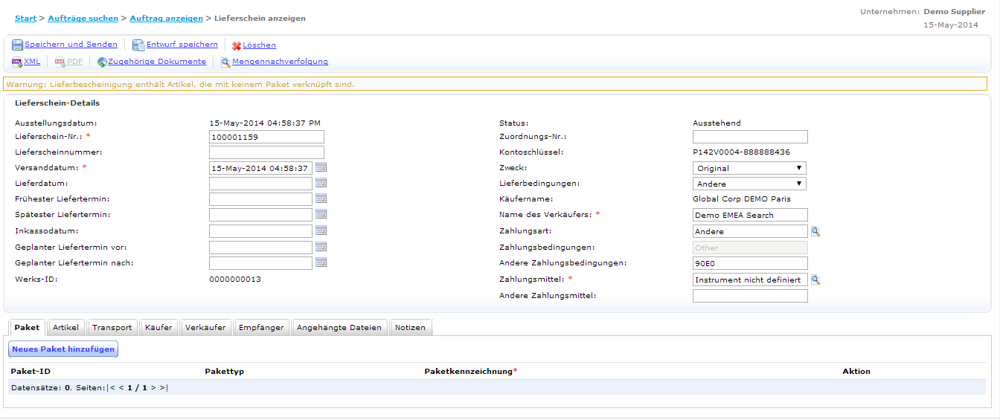 Start > Aufträge suchen > Auftrag anzeigen > Lieferschein anzeigen
Unternehmen: Demo Supplier
15-May-2014
Speichern und Senden Entwurf speichern Löschen
XML PDF Zugehörige Dokumente Mengennachverfolgung
Warnung: Lieferbescheinigung enthält Artikel, die mit keinem Paket verknüpft sind.
Lieferschein-Details
Ausstellungsdatum: 15-May-2014 04:58:37 PM Status: Ausstehend
Lieferschein-Nr.: * 100001159 Zuordnungs-Nr.:
Lieferscheinnummer: Kontoschlüssel: P142V0004-888888436
Versanddatum: * 15-May-2014 04:58:37 Zweck: Original
Lieferdatum: Lieferbedingungen: Andere
Frühester Liefertermin: Käufername: Global Corp DEMO Paris
Spätester Liefertermin: Name des Verkäufers: * Demo EMEA Search
Inkassodatum: Zahlungsart: Andere
Geplanter Liefertermin vor: Zahlungsbedingungen: Other
Geplanter Liefertermin nach: Andere Zahlungsbedingungen: 90E0
Werks-ID: 0000000013 Zahlungsmittel: * Instrument nicht definiert
Andere Zahlungsmittel:
Paket Artikel Transport Käufer Verkäufer Empfänger Angehängte Dateien Notizen
Neues Paket hinzufügen
Paket-ID Pakettyp Paketkennzeichnung* Aktion
Datensätze: 0, Seiten:|< < 1 / 1 > >|